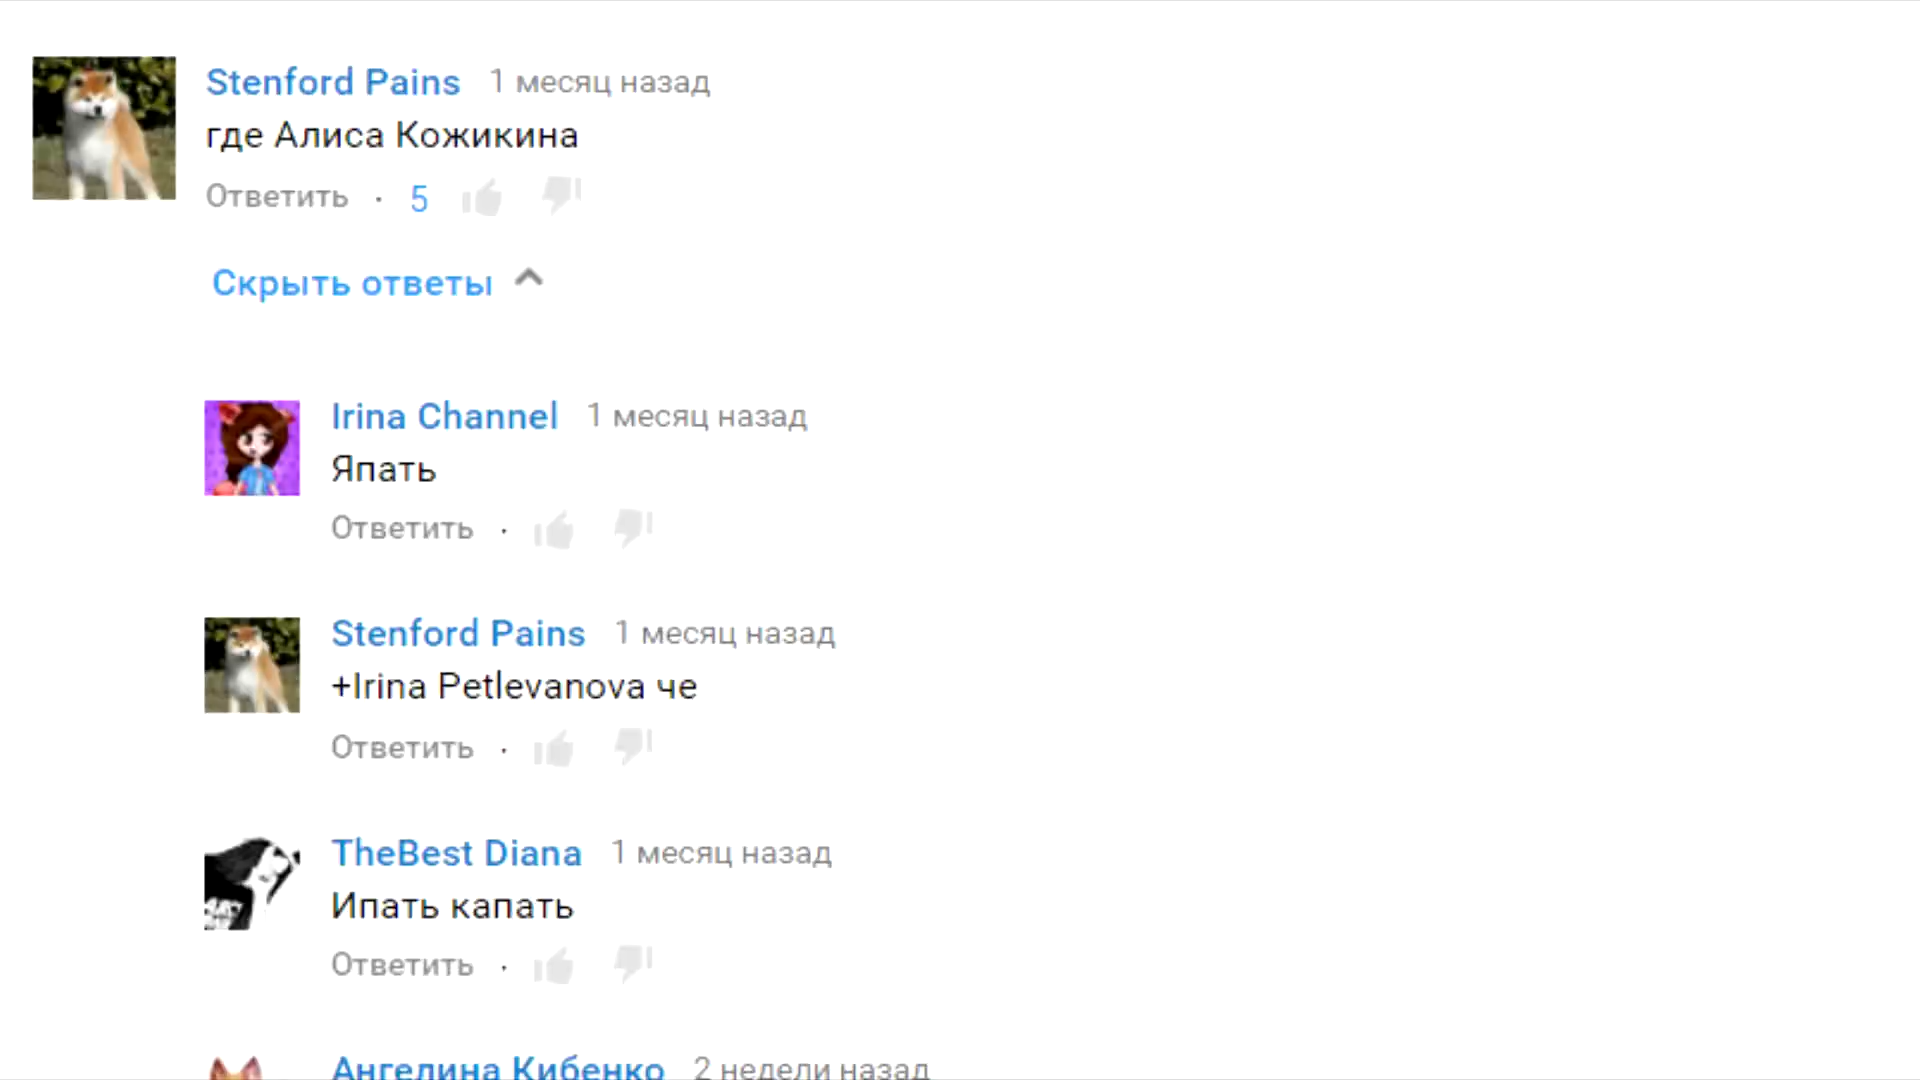 Stenford Pains 1 месяц назад
где Алиса Кожикина
Ответить · 5
Скрыть ответы
Irina Channel 1 месяц назад
Япать
Ответить ·
Stenford Pains 1 месяц назад
+Irina Petlevanova че
Ответить ·
TheBest Diana 1 месяц назад
Ипать капать
Ответить ·
Ангелина Кибенко 2 недели назад